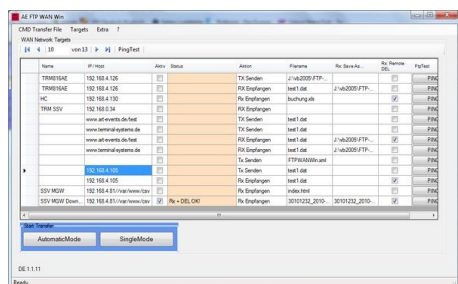 AE FTP WAN Win
CMD Transfer File Targets Extra ?
WAN Network Targets
10 von 13 PingTest
Name IP / Host Aktiv Status Aktion Filename Rx: Save As... Rx: Remote DEL FtpTest
TRM016AE 192.168.4.126 TX Senden J:\vb2005\FTP-... PING
TRM016AE 192.168.4.126 RX Empfangen test1.dat J:\vb2005\FTP-... PING
HC 192.168.4.130 Rx Empfangen buchung.xls PING
TRM SSV 192.168.0.34 RX Empfangen PING
www.art-events.de/test TX Senden test1.dat PING
www.terminal-systems.de TX Senden test1.dat PING
www.art-events.de/test RX Empfangen test1.dat J:\vb2005\FTP-... PING
www.terminal-systems.de RX Empfangen test1.dat J:\vb2005\FTP-... PING
Tx Senden FTPWANWin.xml PING
192.168.4.105 Tx Senden test1.dat PING
192.168.4.105 Rx Empfangen test1.dat PING
SSV MGW 192.168.4.81//var/www/csv Rx Empfangen index.html PING
SSV MGW Down... 192.168.4.81//var/www/csv Rx + DEL OK! Rx Empfangen 30101232_2010-... 30101232_2010-... PING
Start Transfer
AutomaticMode SingleMode
DE 1.1.11
Ready